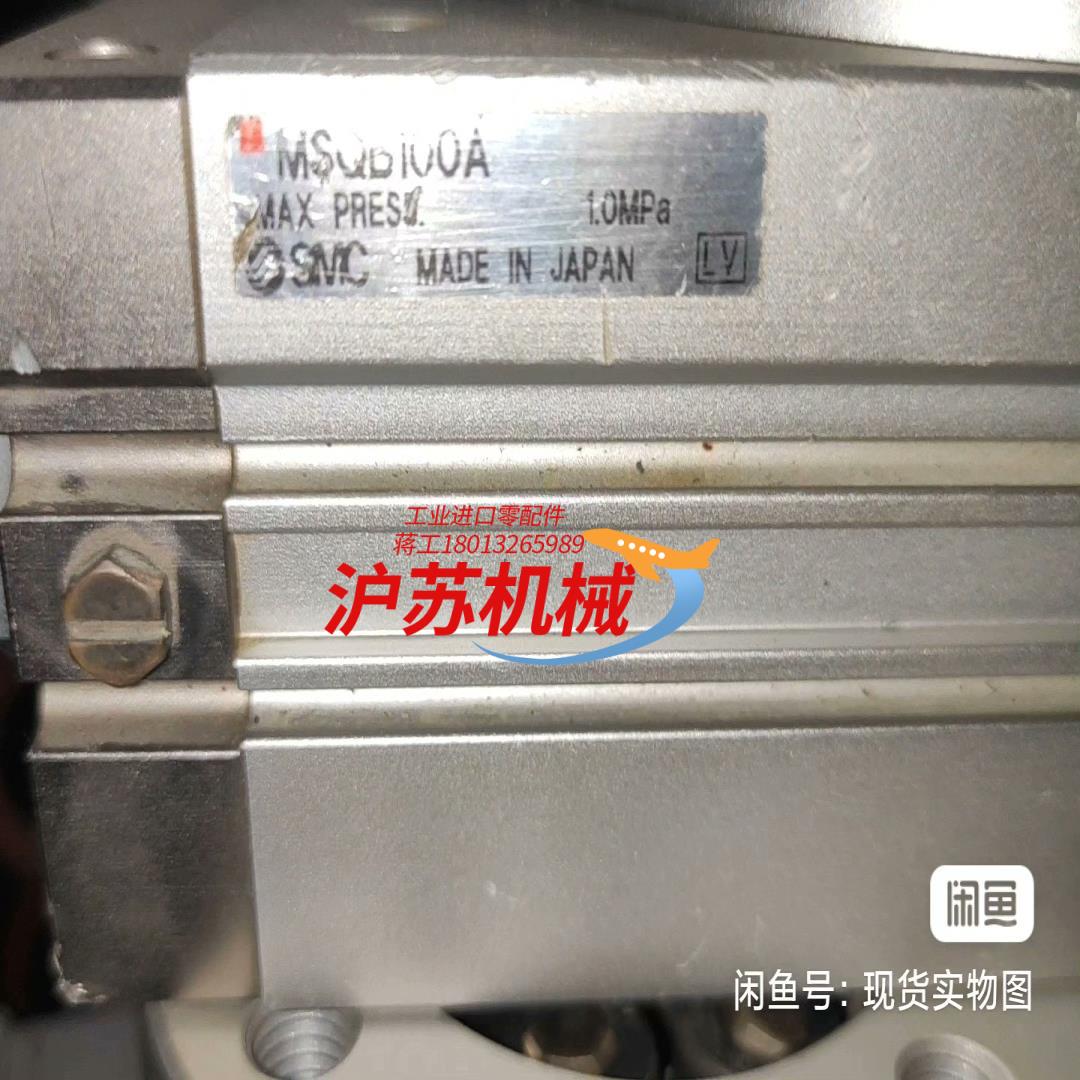 MSQB100A
MAX PRESS. 1.0MPa
SMC MADE IN JAPAN LV
工业进口零配件
蒋工18013265989
沪苏机械
闲鱼
闲鱼号：现货实物图